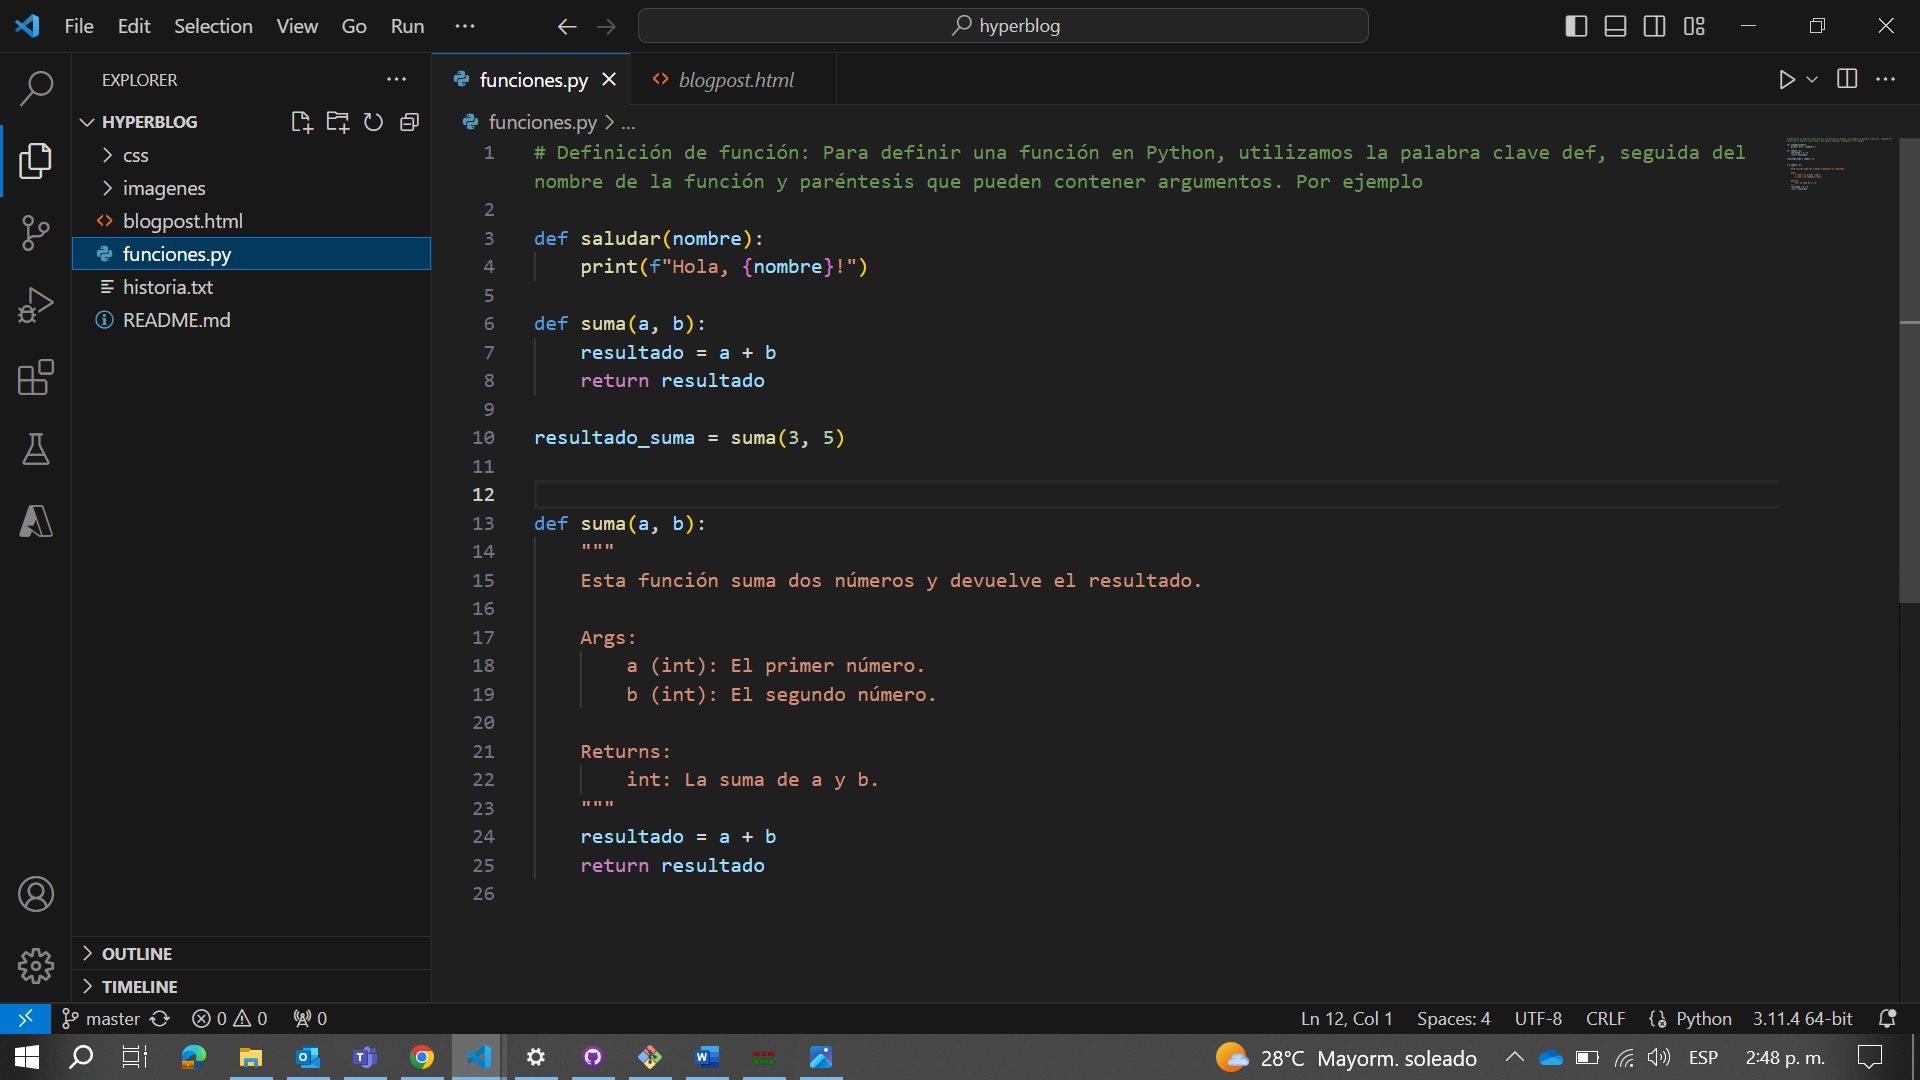 File Edit Selection View Go Run ···
hyperblog
EXPLORER
HYPERBLOG
css
imagenes
blogpost.html
funciones.py
historia.txt
README.md
OUTLINE
TIMELINE
funciones.py
blogpost.html
funciones.py > ...
1 # Definición de función: Para definir una función en Python, utilizamos la palabra clave def, seguida del
nombre de la función y paréntesis que pueden contener argumentos. Por ejemplo
2
3 def saludar(nombre):
4     print(f"Hola, {nombre}!")
5
6 def suma(a, b):
7     resultado = a + b
8     return resultado
9
10 resultado_suma = suma(3, 5)
11
12
13 def suma(a, b):
14     """
15     Esta función suma dos números y devuelve el resultado.
16
17     Args:
18         a (int): El primer número.
19         b (int): El segundo número.
20
21     Returns:
22         int: La suma de a y b.
23     """
24     resultado = a + b
25     return resultado
26
master 0 0 0 Ln 12, Col 1 Spaces: 4 UTF-8 CRLF Python 3.11.4 64-bit
28°C Mayorm. soleado ESP 2:48 p. m.